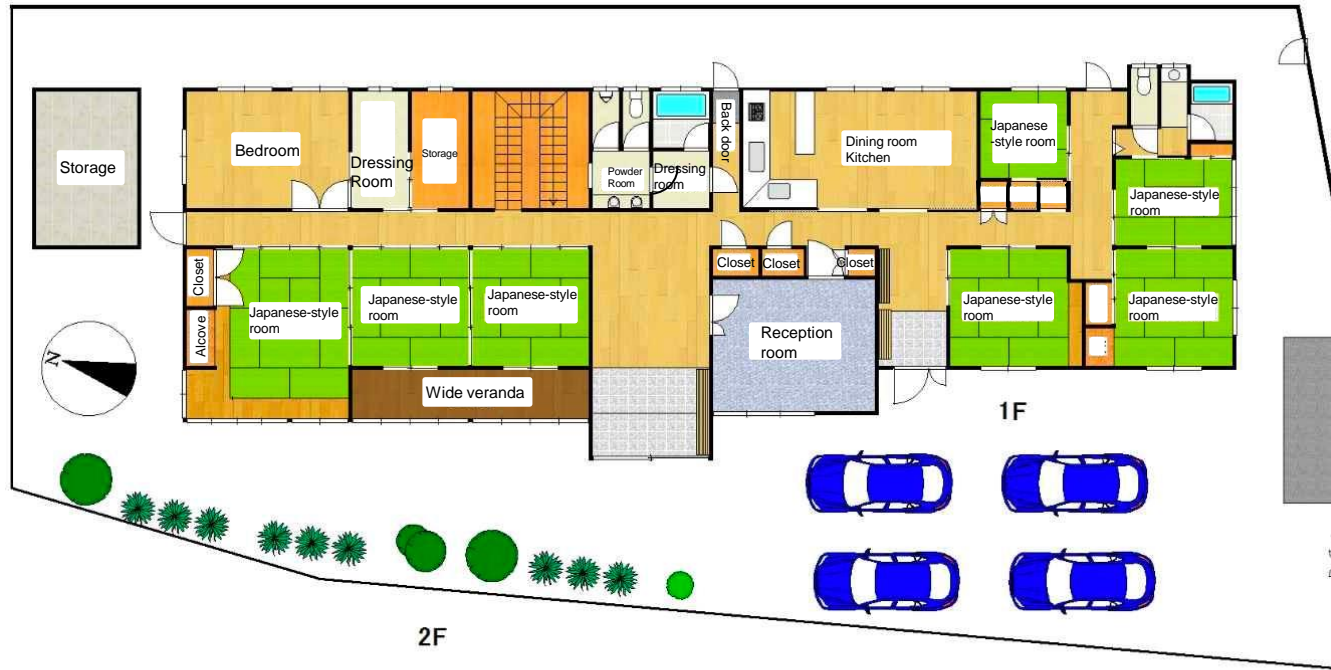 Back door
Japanese
-style room
Dining room
Kitchen
Bedroom
Storage
Dressing
Room
Storage
Powder
Room
Dressing
room
Japanese-style
room
Closet
Closet
Closet
Closet
Japanese-style
room
Japanese-style
room
Japanese-style
room
Japanese-style
room
Japanese-style
room
Alcove
Reception
room
N
Wide veranda
1F
2F